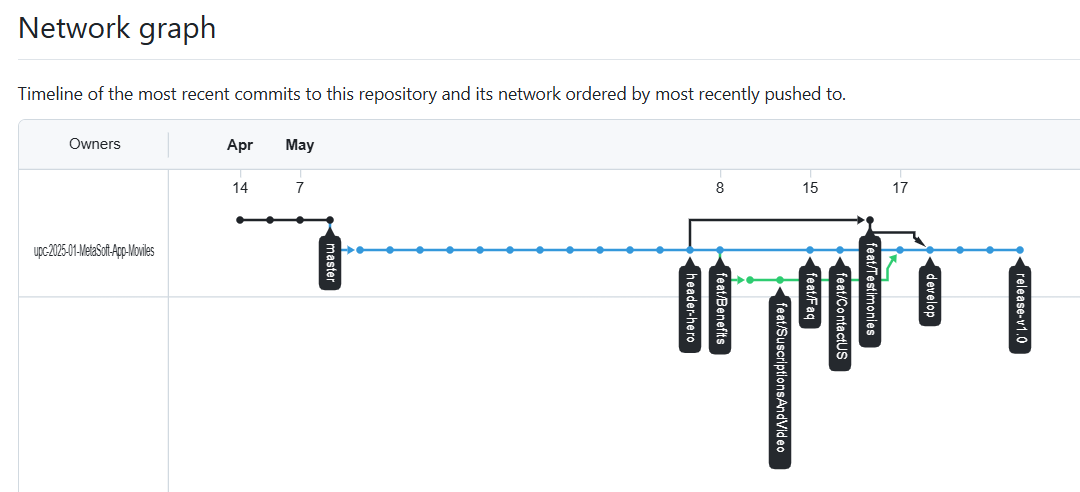 Network graph
Timeline of the most recent commits to this repository and its network ordered by most recently pushed to.
Owners
Apr May
14 7 8 15 17
upc-2025-01-MetaSoft-App-Moviles
master
header-hero
feat/Benefits
feat/SuscriptionsAndVideo
feat/Faq
feat/ContactUS
feat/Testimonies
develop
release-v1.0